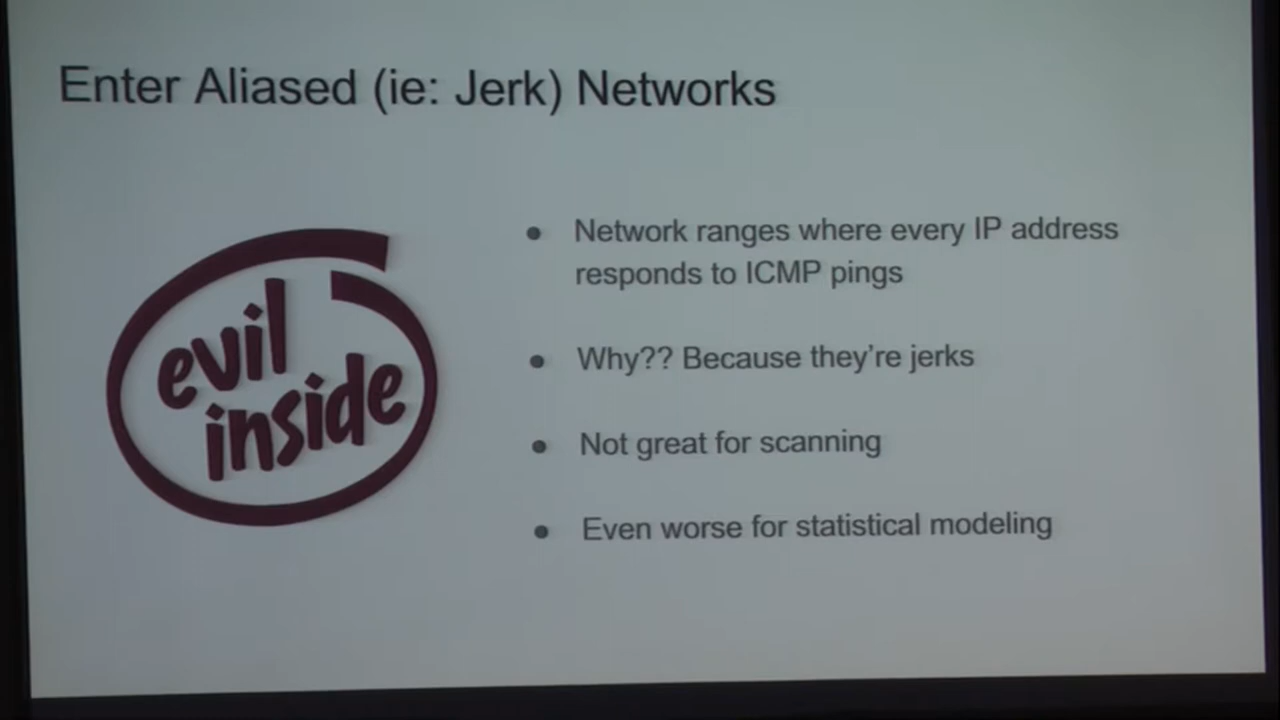 Enter Aliased (ie: Jerk) Networks
evil
inside
Network ranges where every IP address
responds to ICMP pings
Why?? Because they're jerks
Not great for scanning
Even worse for statistical modeling